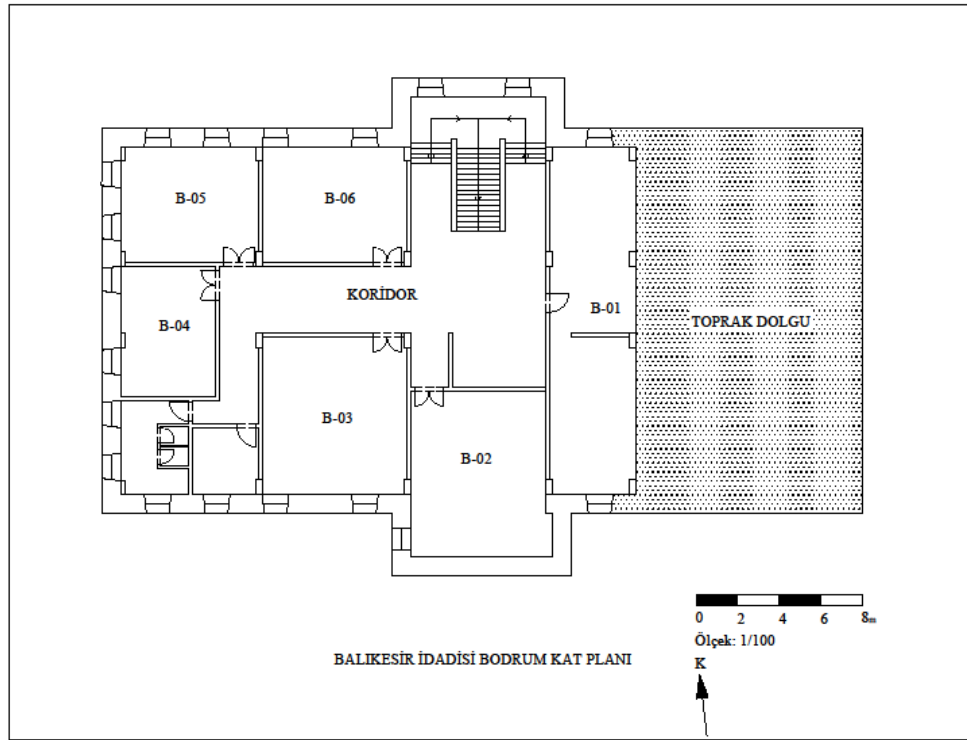 B-05
B-06
KORİDOR
B-04
B-01
TOPRAK DOLGU
B-03
B-02
0 2 4 6 8m
Ölçek: 1/100
BALIKESİR İDADİSİ BODRUM KAT PLANI
K